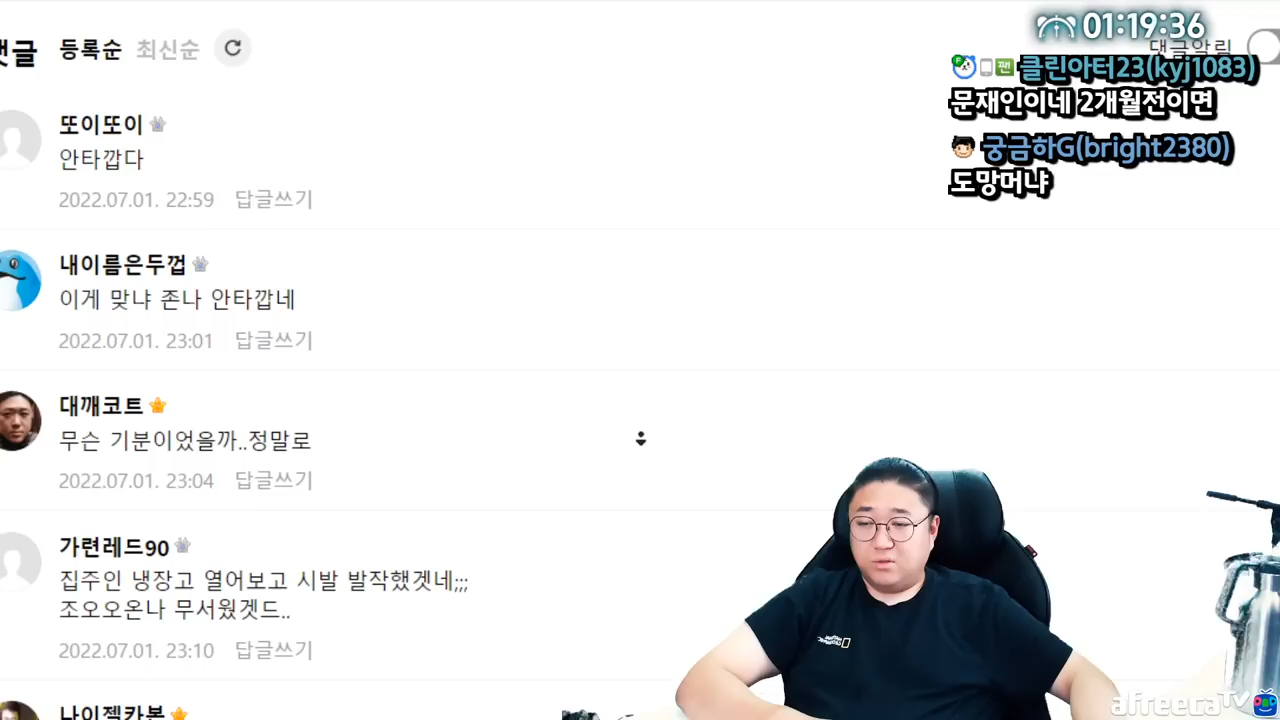 댓글 등록순 최신순
01:19:36
댓글알림
클린아터23(kyj1083)
문재인이네 2개월전이면
궁금하G(bright2380)
도망머냐
또이또이
안타깝다
2022.07.01. 22:59 답글쓰기
내이름은두껍
이게 맞냐 존나 안타깝네
2022.07.01. 23:01 답글쓰기
대깨코트
무슨 기분이었을까..정말로
2022.07.01. 23:04 답글쓰기
가련레드90
집주인 냉장고 열어보고 시발 발작했겟네;;;
조오오온나 무서웠겟드..
2022.07.01. 23:10 답글쓰기
나이젤카본
afreecaTV